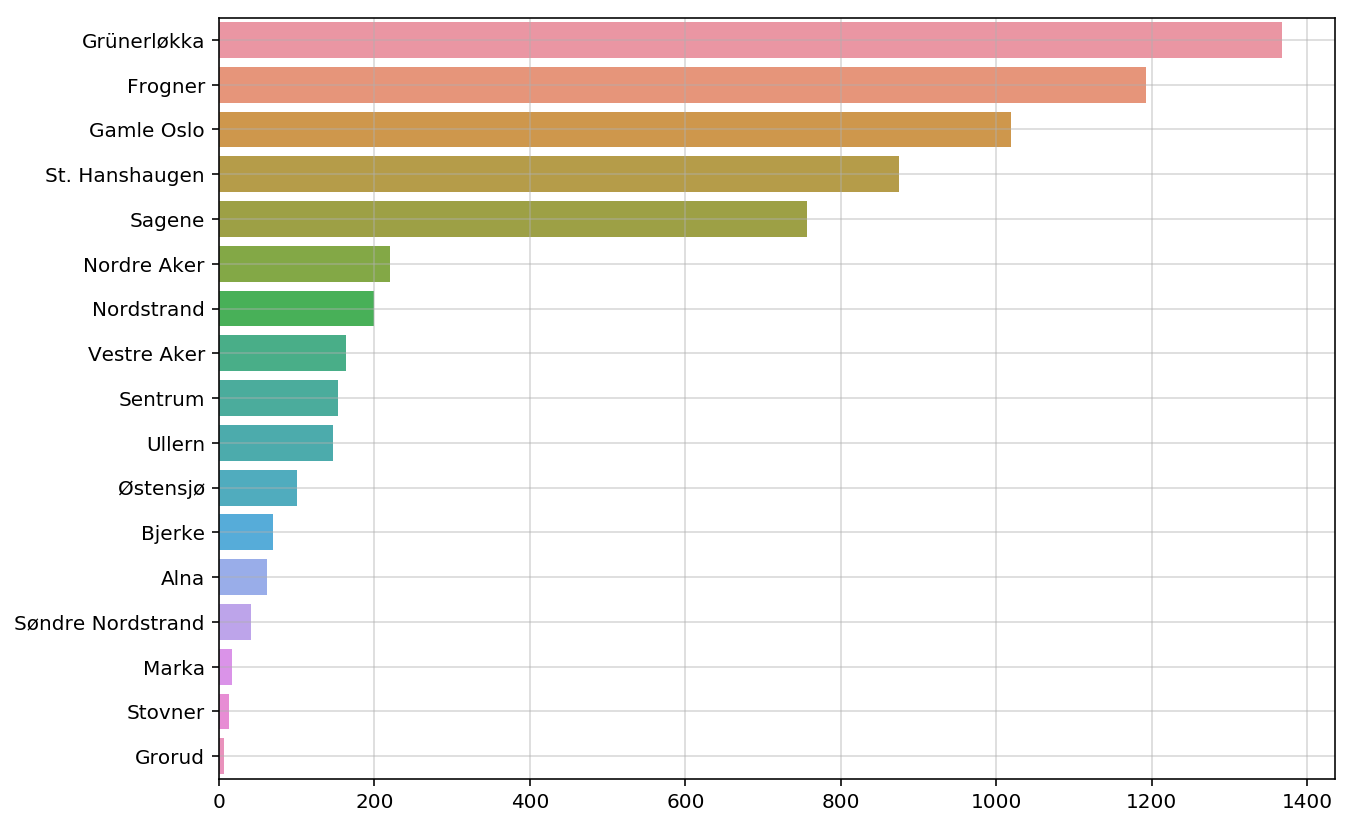 Grünerløkka
Frogner
Gamle Oslo
St. Hanshaugen
Sagene
Nordre Aker
Nordstrand
Vestre Aker
Sentrum
Ullern
Østensjø
Bjerke
Alna
Søndre Nordstrand
Marka
Stovner
Grorud
0 200 400 600 800 1000 1200 1400